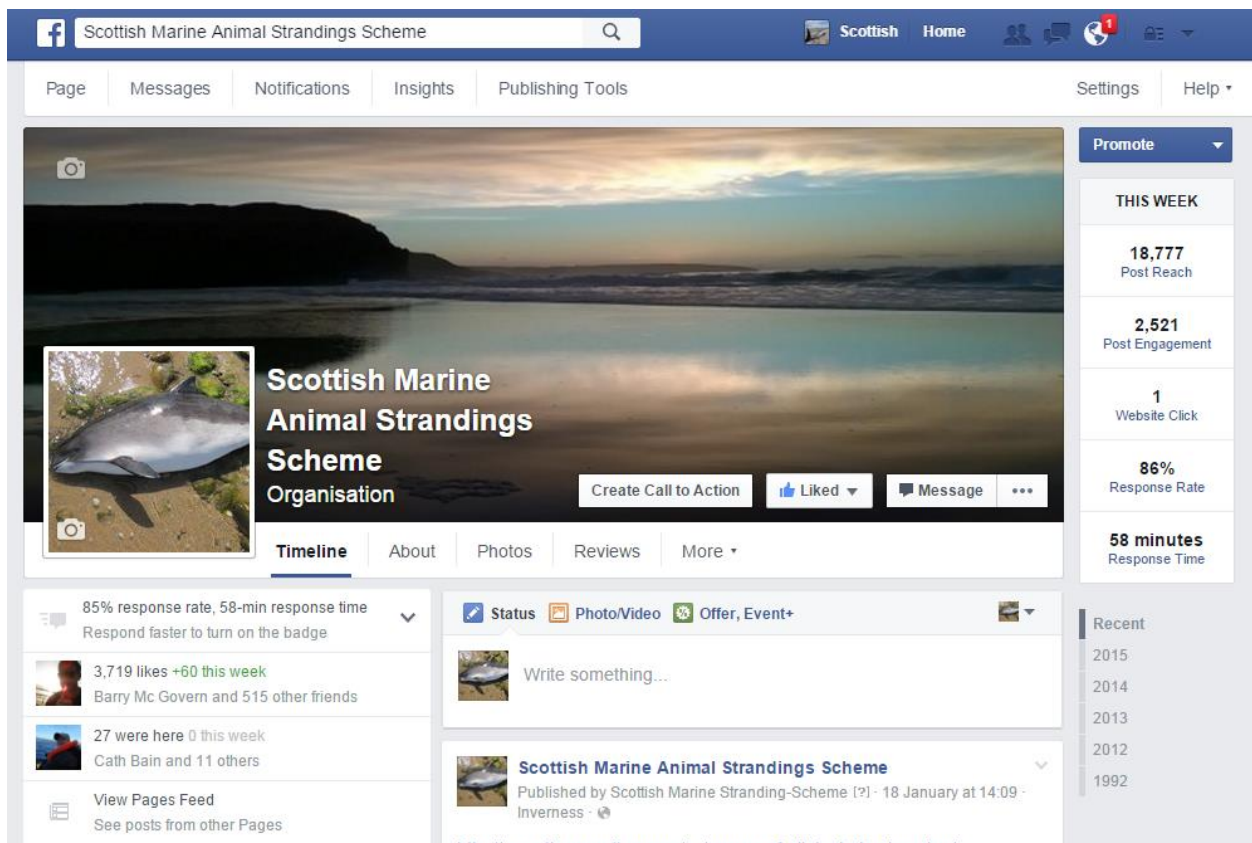 Scottish Marine Animal Strandings Scheme
Scottish Home
1
Page Messages Notifications Insights Publishing Tools Settings Help
Promote
THIS WEEK
18,777
Post Reach
2,521
Post Engagement
1
Website Click
86%
Response Rate
58 minutes
Response Time
Scottish Marine
Animal Strandings
Scheme
Organisation
Create Call to Action Liked Message •••
Timeline About Photos Reviews More
85% response rate, 58-min response time
Respond faster to turn on the badge
3,719 likes +60 this week
Barry Mc Govern and 515 other friends
27 were here 0 this week
Cath Bain and 11 others
View Pages Feed
See posts from other Pages
Status Photo/Video Offer, Event+
Write something...
Scottish Marine Animal Strandings Scheme
Published by Scottish Marine Stranding-Scheme [?] · 18 January at 14:09 ·
Inverness ·
Recent
2015
2014
2013
2012
1992